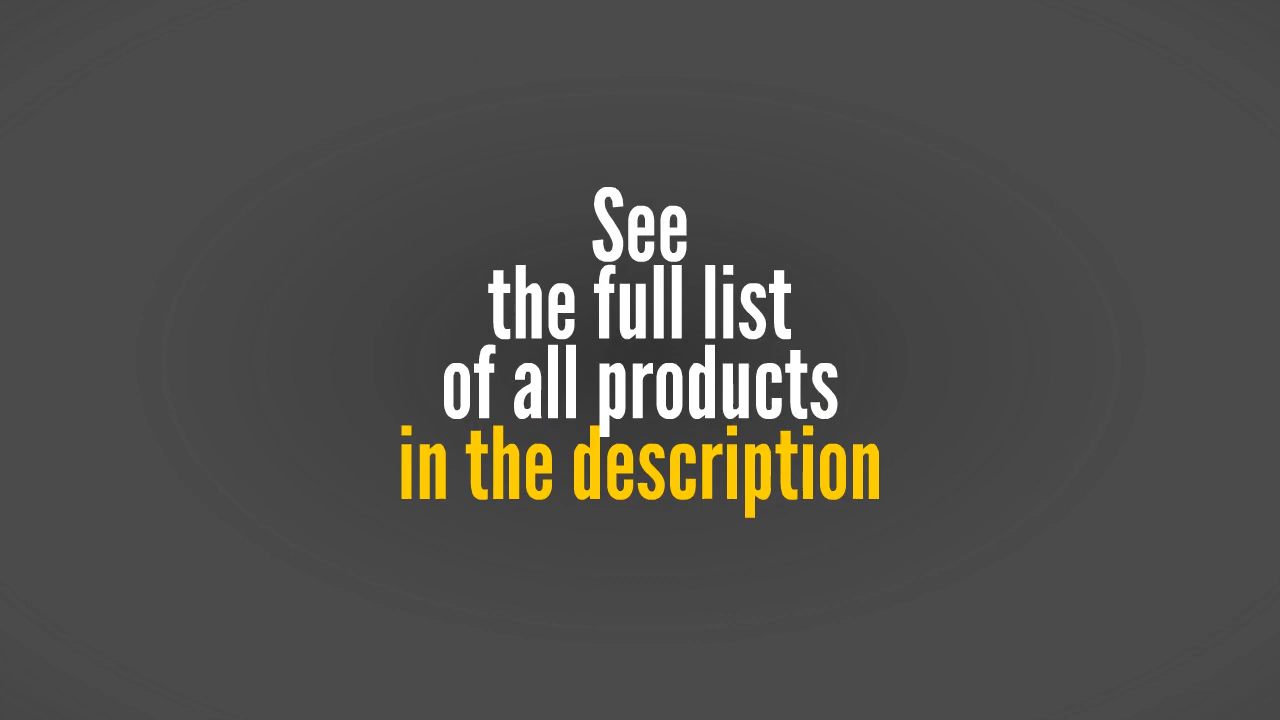 See
the full list
of all products
in the description